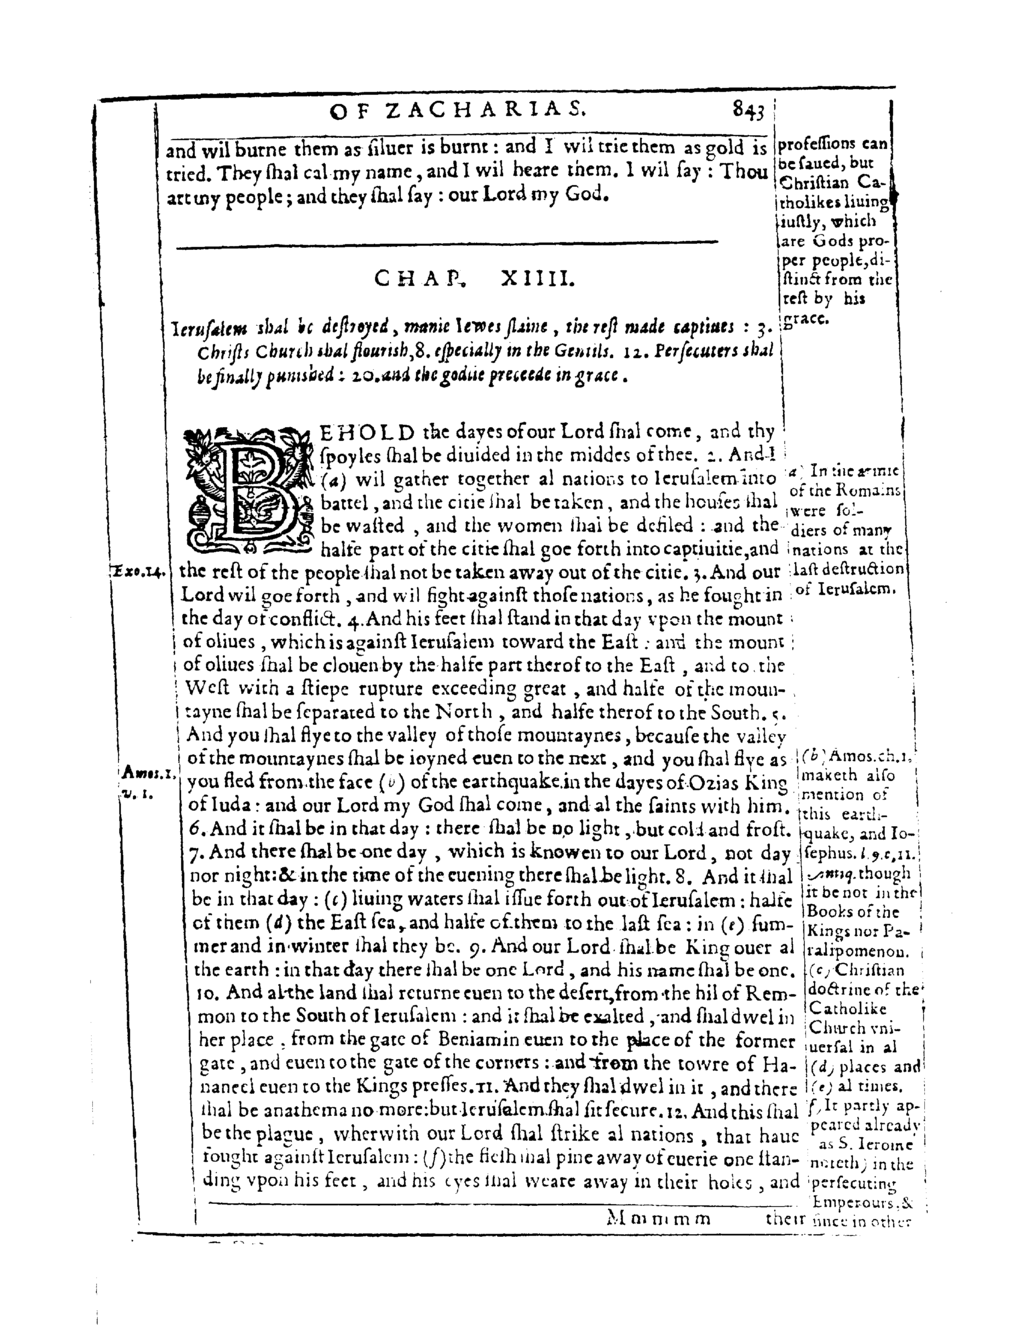 OF ZACHARIAS. 843
and wil burne them as ſiluer is burnt : and I wil trie them as gold is
tried. They ſhal cal my name, and I wil heare them. I wil ſay : Thou
art my people ; and they ſhal ſay : our Lord my God.
profeſſions can
be ſaued, but
Chriſtian Ca-
tholikes liuing
iuſtly, which
are Gods pro-
per people, di-
ſtinct from the
reſt by his
grace.
CHAP. XIIII.
Ieruſalem shal be deſtroyed, manie Iewes ſlaine, the reſt made captiues : 3.
Chriſts Church shal flourish, 8. eſpecially in the Gentils. 12. Perſecuters shal
be finally punished : 20. and the godlie proceede in grace.
BEHOLD the dayes of our Lord ſhal come, and thy
ſpoyles ſhal be diuided in the middes of thee. 2. And I
(a) wil gather together al nations to Ieruſalem into
battel, and the citie ſhal be taken, and the houſes ſhal
be waſted, and the women ſhal be defiled : and the
halfe part of the citie ſhal goe forth into captiuitie, and
the reſt of the people ſhal not be taken away out of the citie. 3. And our
Lord wil goe forth, and wil fight againſt thoſe nations, as he fought in
the day of conflict. 4. And his feet ſhal ſtand in that day vpon the mount
of oliues, which is againſt Ieruſalem toward the Eaſt : and the mount
of oliues ſhal be clouen by the halfe part therof to the Eaſt, and to the
Weſt with a ſtiepe rupture exceeding great, and halfe of the moun-
tayne ſhal be ſeparated to the North, and halfe therof to the South. 5.
And you ſhal flye to the valley of thoſe mountaynes, becauſe the valley
of the mountaynes ſhal be ioyned euen to the next, and you ſhal flye as
you fled from the face (b) of the earthquake in the dayes of Ozias King
of Iuda : and our Lord my God ſhal come, and al the ſaints with him.
6. And it ſhal be in that day : there ſhal be no light, but cold and froſt.
7. And there ſhal be one day, which is knowen to our Lord, not day
nor night : & in the time of the euening there ſhal be light. 8. And it ſhal
be in that day : (c) liuing waters ſhal iſſue forth out of Ieruſalem : halfe
of them (d) the Eaſt ſea, and halfe of them to the laſt ſea : in (e) ſum-
mer and in winter ſhal they be. 9. And our Lord ſhal be King ouer al
the earth : in that day there ſhal be one Lord, and his name ſhal be one.
10. And al the land ſhal returne euen to the deſert, from the hil of Rem-
mon to the South of Ieruſalem : and it ſhal be exalted, and ſhal dwel in
her place, from the gate of Beniamin euen to the place of the former
gate, and euen to the gate of the corners : and from the towre of Ha-
naneel euen to the Kings preſſes. 11. And they ſhal dwel in it, and there
ſhal be anathema no more : but Ieruſalem ſhal ſit ſecure. 12. And this ſhal
be the plague, wherwith our Lord ſhal ſtrike al nations, that haue
fought againſt Ieruſalem : (f) the fleſh ſhal pine away of euerie one ſtan-
ding vpon his feet, and his eyes ſhal weare away in their holes, and
Mmmmm their
Exo. 14.
Amos. 1.
v. 1.
a In the armie
of the Romains
were ſol-
diers of many
nations at the
laſt deſtruction
of Ieruſalem.
(b) Amos. ch. 1,
maketh alſo
mention of
this earth-
quake, and Io-
ſephus. l. 9. c, 11.
Antiq. though
it be not in the
Books of the
Kings nor Pa-
ralipomenon.
(c) Chriſtian
doctrine of the
Catholike
Church vni-
uerſal in al
(d) places and
(e) al times.
f, It partly ap-
peared already
as S. Ierome
noteth) in the
perſecuting
Emperours, &
ſince in other